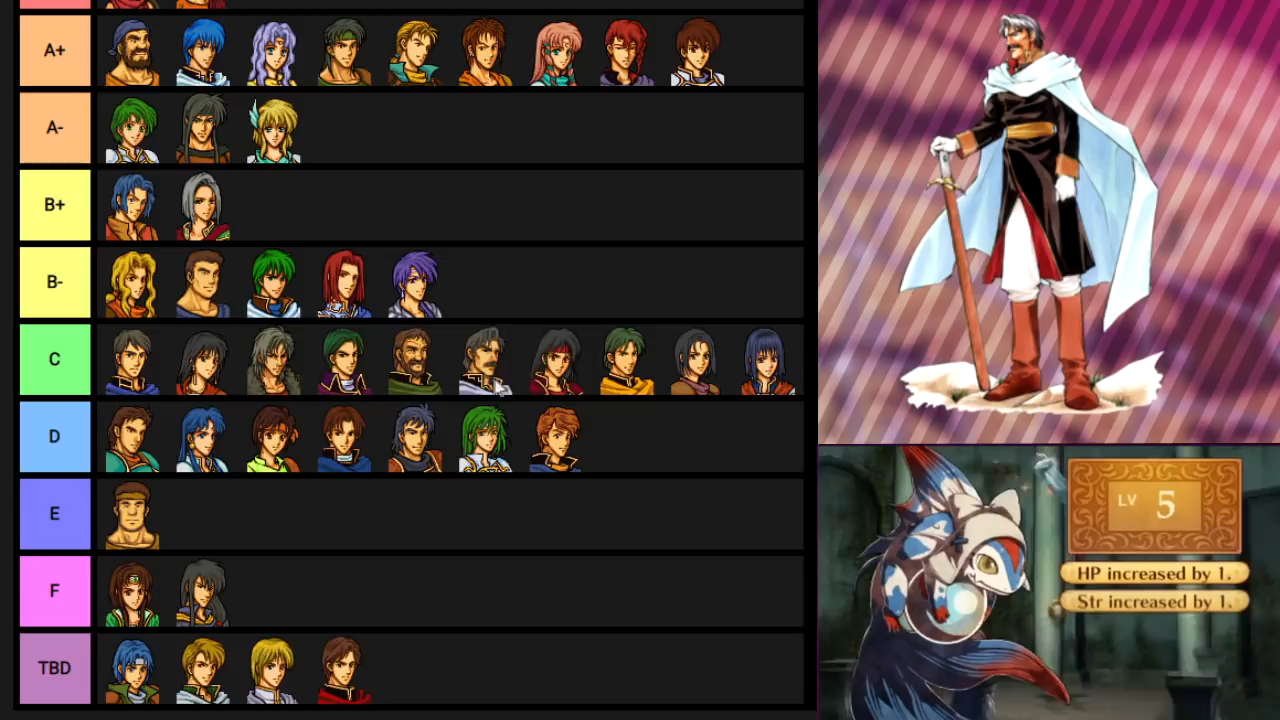 A+
A-
B+
B-
C
D
E
F
TBD
LV 5
HP increased by 1.
Str increased by 1.